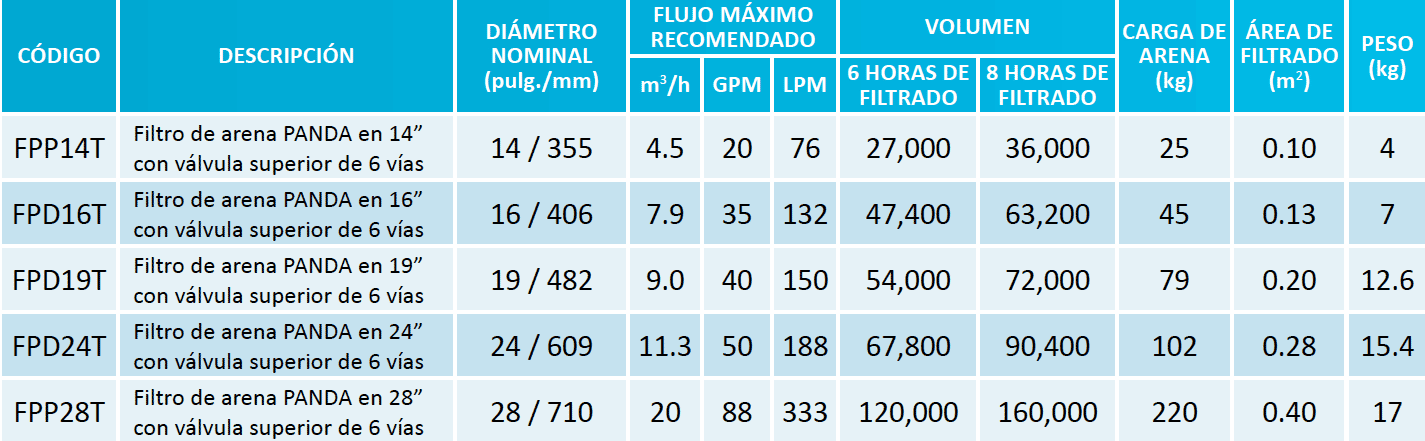 CÓDIGO DESCRIPCIÓN DIÁMETRO NOMINAL (pulg./mm) FLUJO MÁXIMO RECOMENDADO VOLUMEN CARGA DE ARENA (kg) ÁREA DE FILTRADO (m²) PESO (kg)
m³/h GPM LPM 6 HORAS DE FILTRADO 8 HORAS DE FILTRADO
FPP14T Filtro de arena PANDA en 14” con válvula superior de 6 vías 14 / 355 4.5 20 76 27,000 36,000 25 0.10 4
FPD16T Filtro de arena PANDA en 16” con válvula superior de 6 vías 16 / 406 7.9 35 132 47,400 63,200 45 0.13 7
FPD19T Filtro de arena PANDA en 19” con válvula superior de 6 vías 19 / 482 9.0 40 150 54,000 72,000 79 0.20 12.6
FPD24T Filtro de arena PANDA en 24” con válvula superior de 6 vías 24 / 609 11.3 50 188 67,800 90,400 102 0.28 15.4
FPP28T Filtro de arena PANDA en 28” con válvula superior de 6 vías 28 / 710 20 88 333 120,000 160,000 220 0.40 17